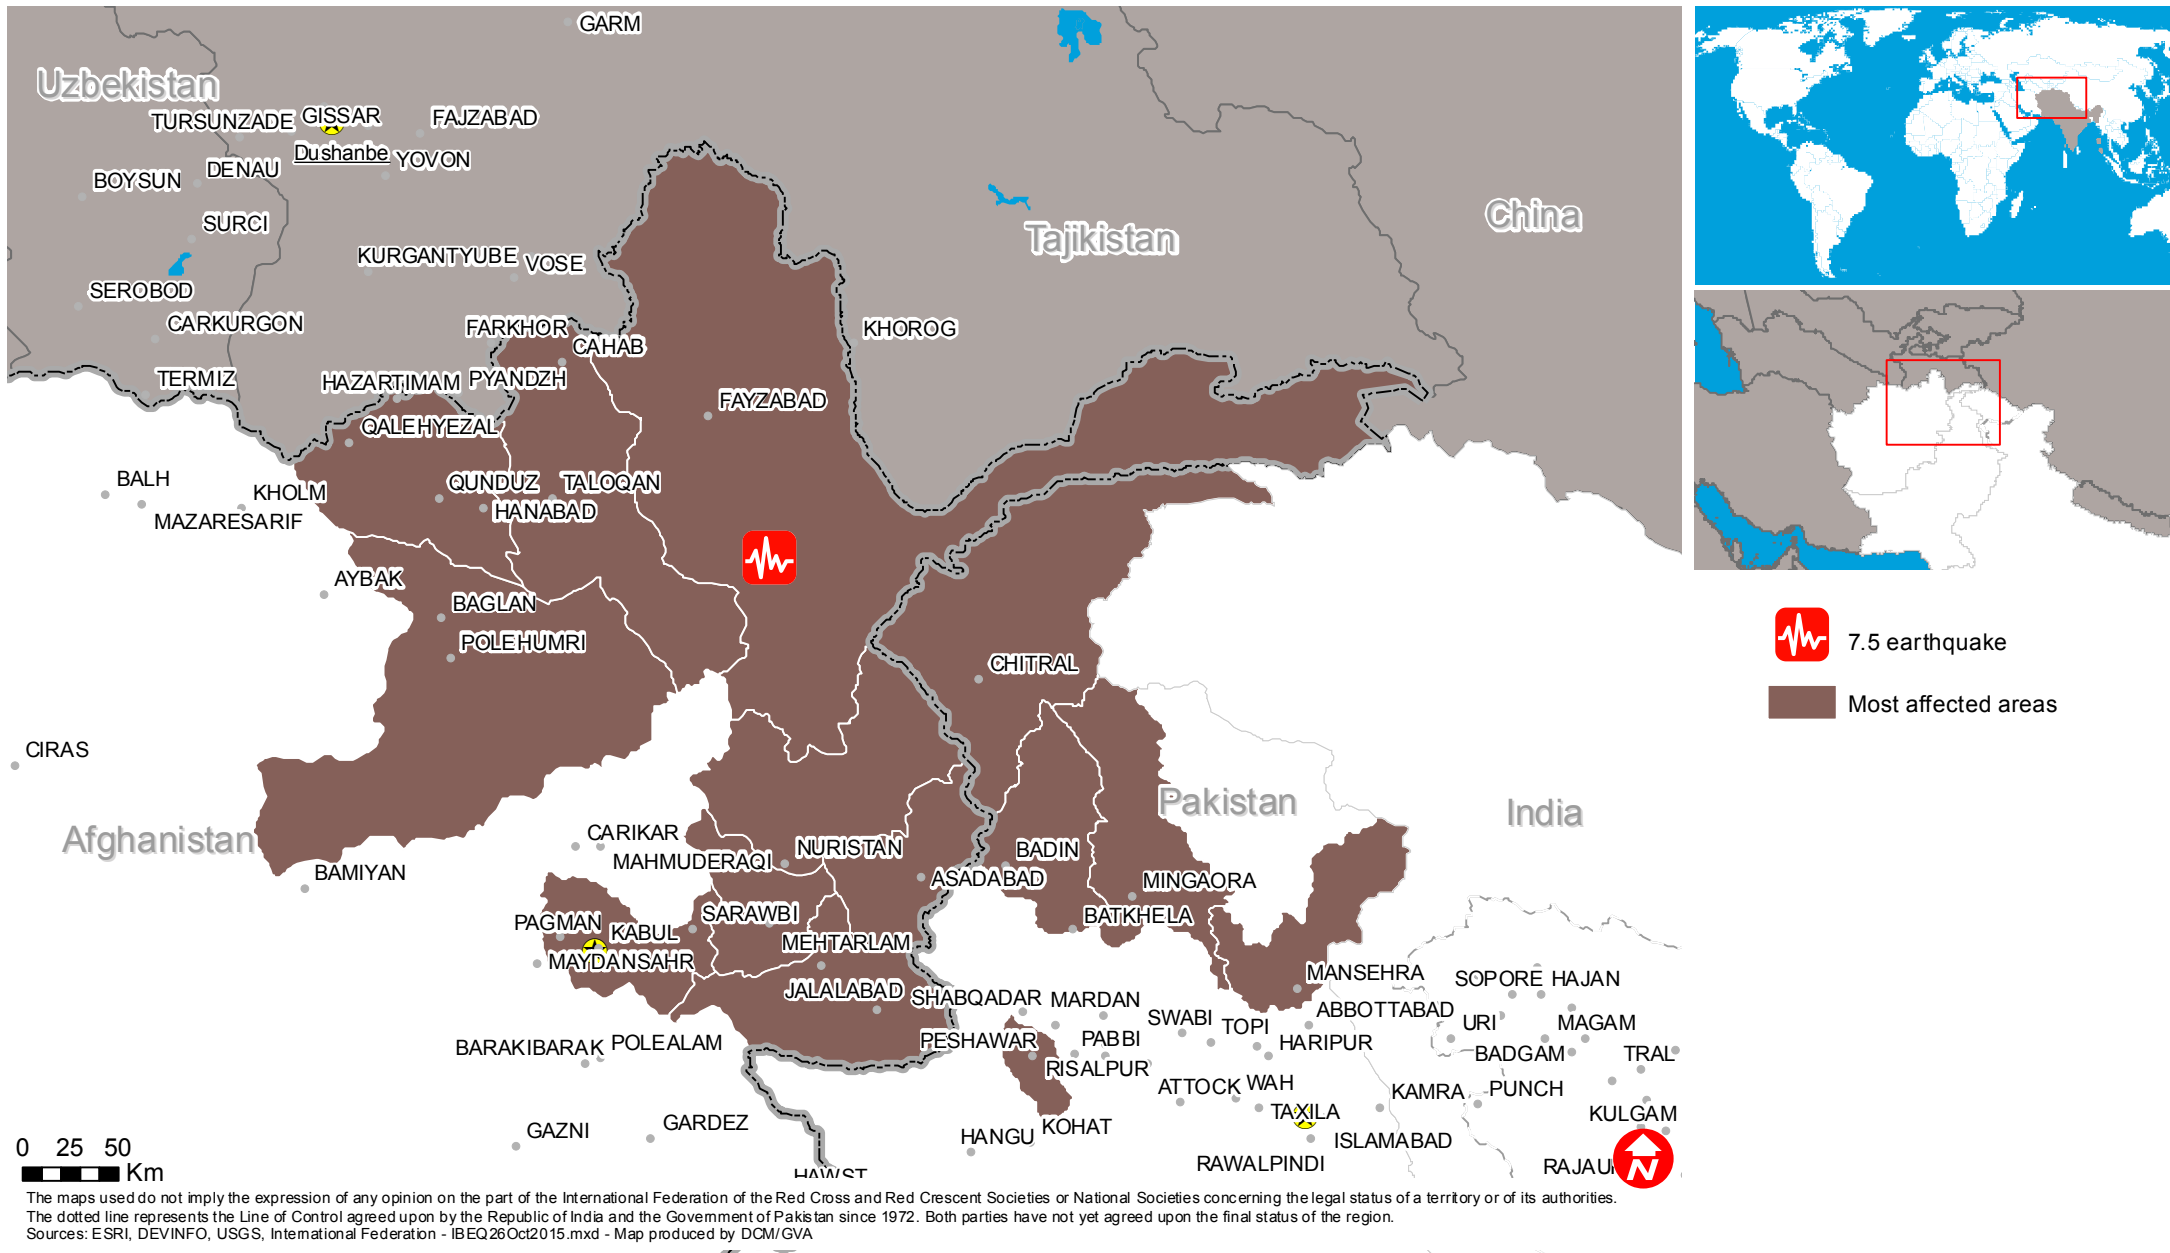 GARM
Uzbekistan
TURSUNZADE
GISSAR
FAJZABAD
Dushanbe
YOVON
DENAU
BOYSUN
SURCI
China
Tajikistan
KURGANTYUBE
VOSE
SEROBOD
CARKURGON
FARKHOR
KHOROG
CAHAB
TERMIZ
HAZARTIMAM
PYANDZH
FAYZABAD
QALEHYEZAL
BALH
KHOLM
QUNDUZ
TALOQAN
MAZARESARIF
HANABAD
AYBAK
BAGLAN
POLEHUMRI
CHITRAL
CIRAS
Pakistan
India
Afghanistan
CARIKAR
MAHMUDERAQI
NURISTAN
BADIN
BAMIYAN
ASADABAD
MINGAORA
PAGMAN
KABUL
SARAWBI
BATKHELA
MEHTARLAM
MAYDANSAHR
MANSEHRA
SOPORE
HAJAN
JALALABAD
SHABQADAR
MARDAN
SWABI
TOPI
ABBOTTABAD
URI
MAGAM
BARAKIBARAK
POLEALAM
PESHAWAR
PABBI
HARIPUR
BADGAM
TRAL
RISALPUR
ATTOCK
WAH
KAMRA
PUNCH
TAXILA
KULGAM
GAZNI
GARDEZ
HANGU
KOHAT
ISLAMABAD
RAWALPINDI
HAWST
N
0 25 50
Km
7.5 earthquake
Most affected areas
The maps used do not imply the expression of any opinion on the part of the International Federation of the Red Cross and Red Crescent Societies or National Societies concerning the legal status of a territory or of its authorities.
The dotted line represents the Line of Control agreed upon by the Republic of India and the Government of Pakistan since 1972. Both parties have not yet agreed upon the final status of the region.
Sources: ESRI, DEVINFO, USGS, International Federation - IBEQ26Oct2015.mxd - Map produced by DCM/GVA